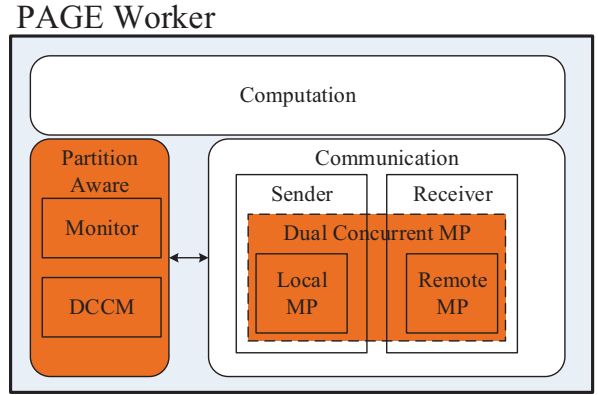 PAGE Worker
Computation
Partition
Aware
Monitor
DCCM
Communication
Sender
Receiver
Dual Concurrent MP
Local
MP
Remote
MP